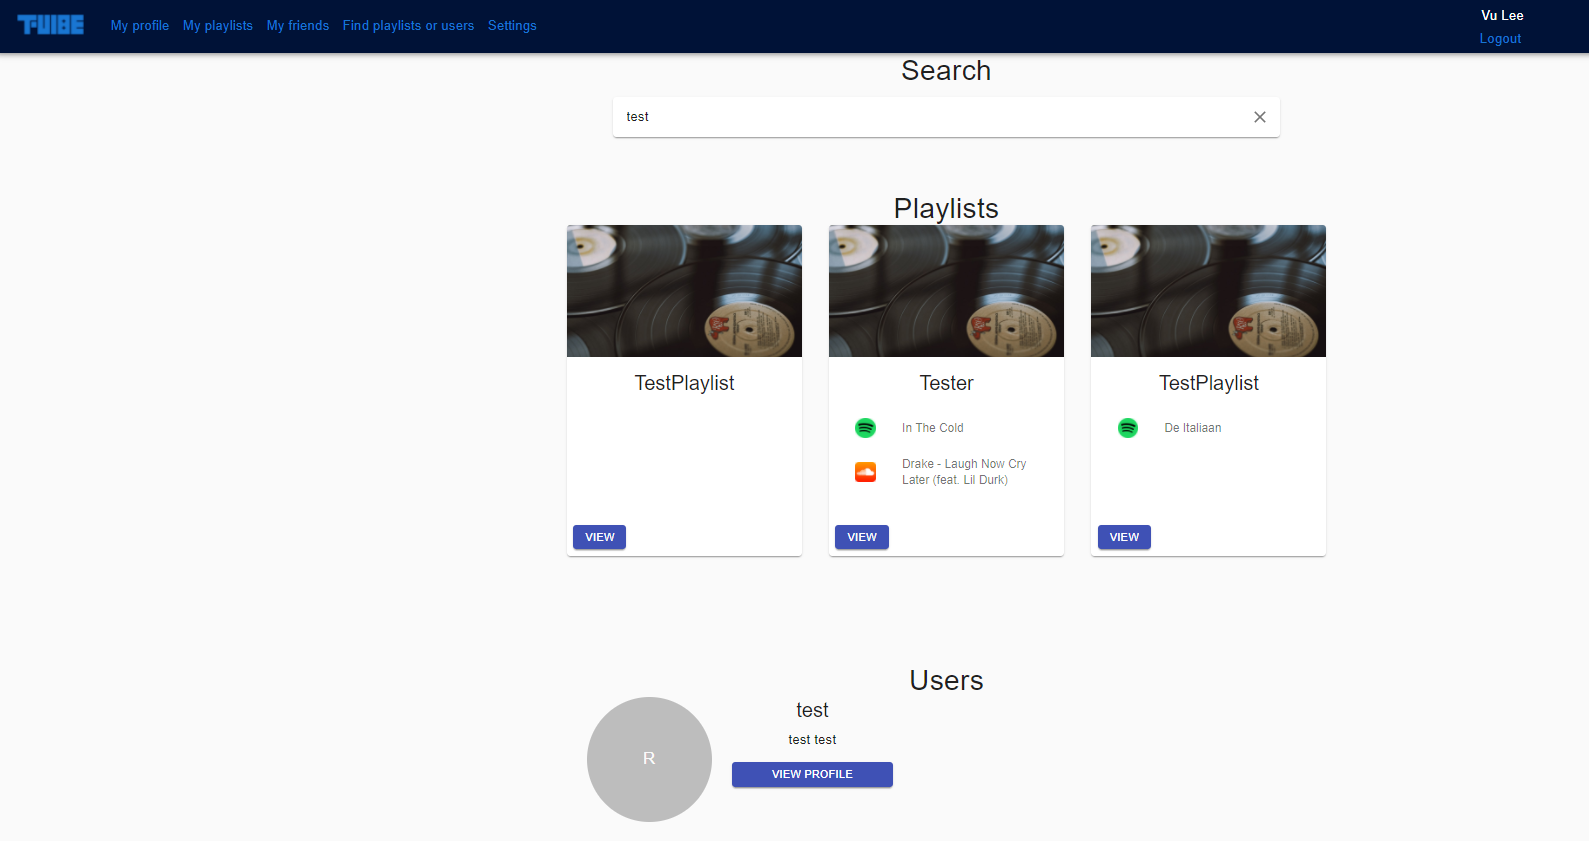 T-VIBE
My profile My playlists My friends Find playlists or users Settings
Vu Lee
Logout
Search
test
Playlists
TestPlaylist
VIEW
Tester
In The Cold
Drake - Laugh Now Cry
Later (feat. Lil Durk)
VIEW
TestPlaylist
De Italiaan
VIEW
Users
R
test
test test
VIEW PROFILE